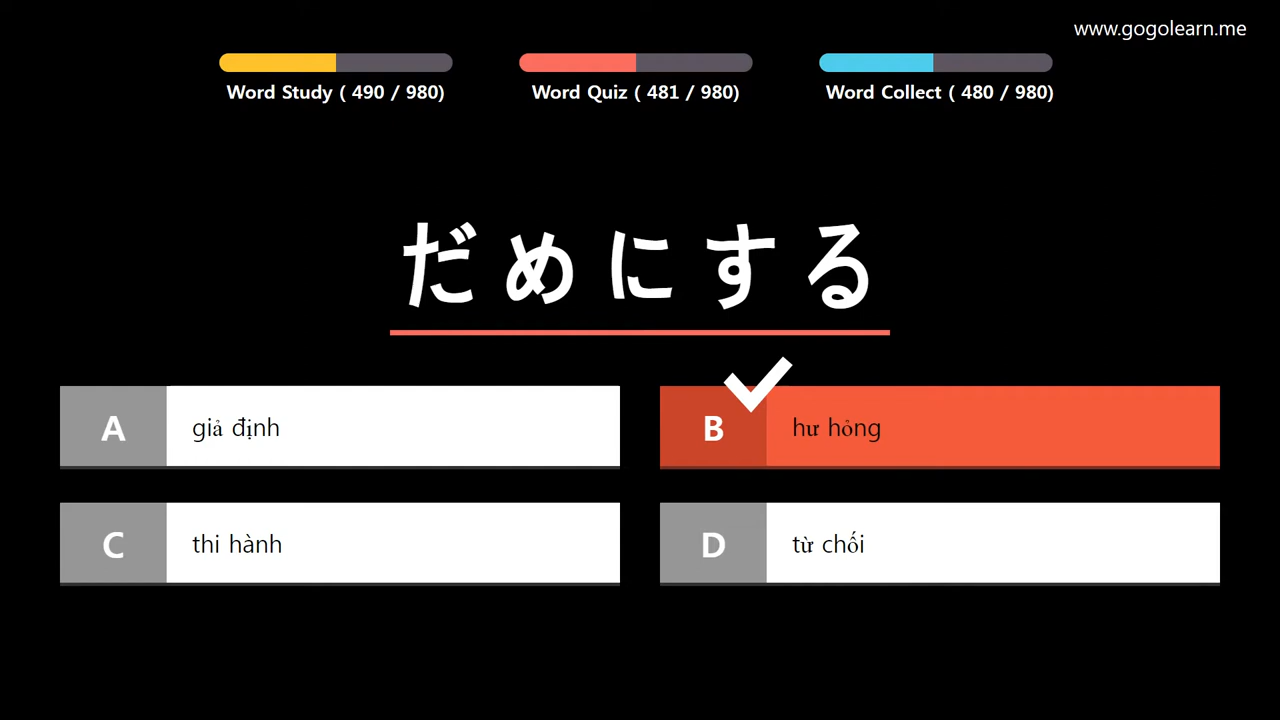 www.gogolearn.me
Word Study ( 490 / 980)
Word Quiz ( 481 / 980)
Word Collect ( 480 / 980)
だめにする
A
giả định
B
hư hỏng
C
thi hành
D
từ chối